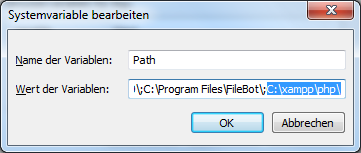 Systemvariable bearbeiten
Name der Variablen: Path
Wert der Variablen: \;C:\Program Files\FileBot\;C:\xampp\php\
OK Abbrechen